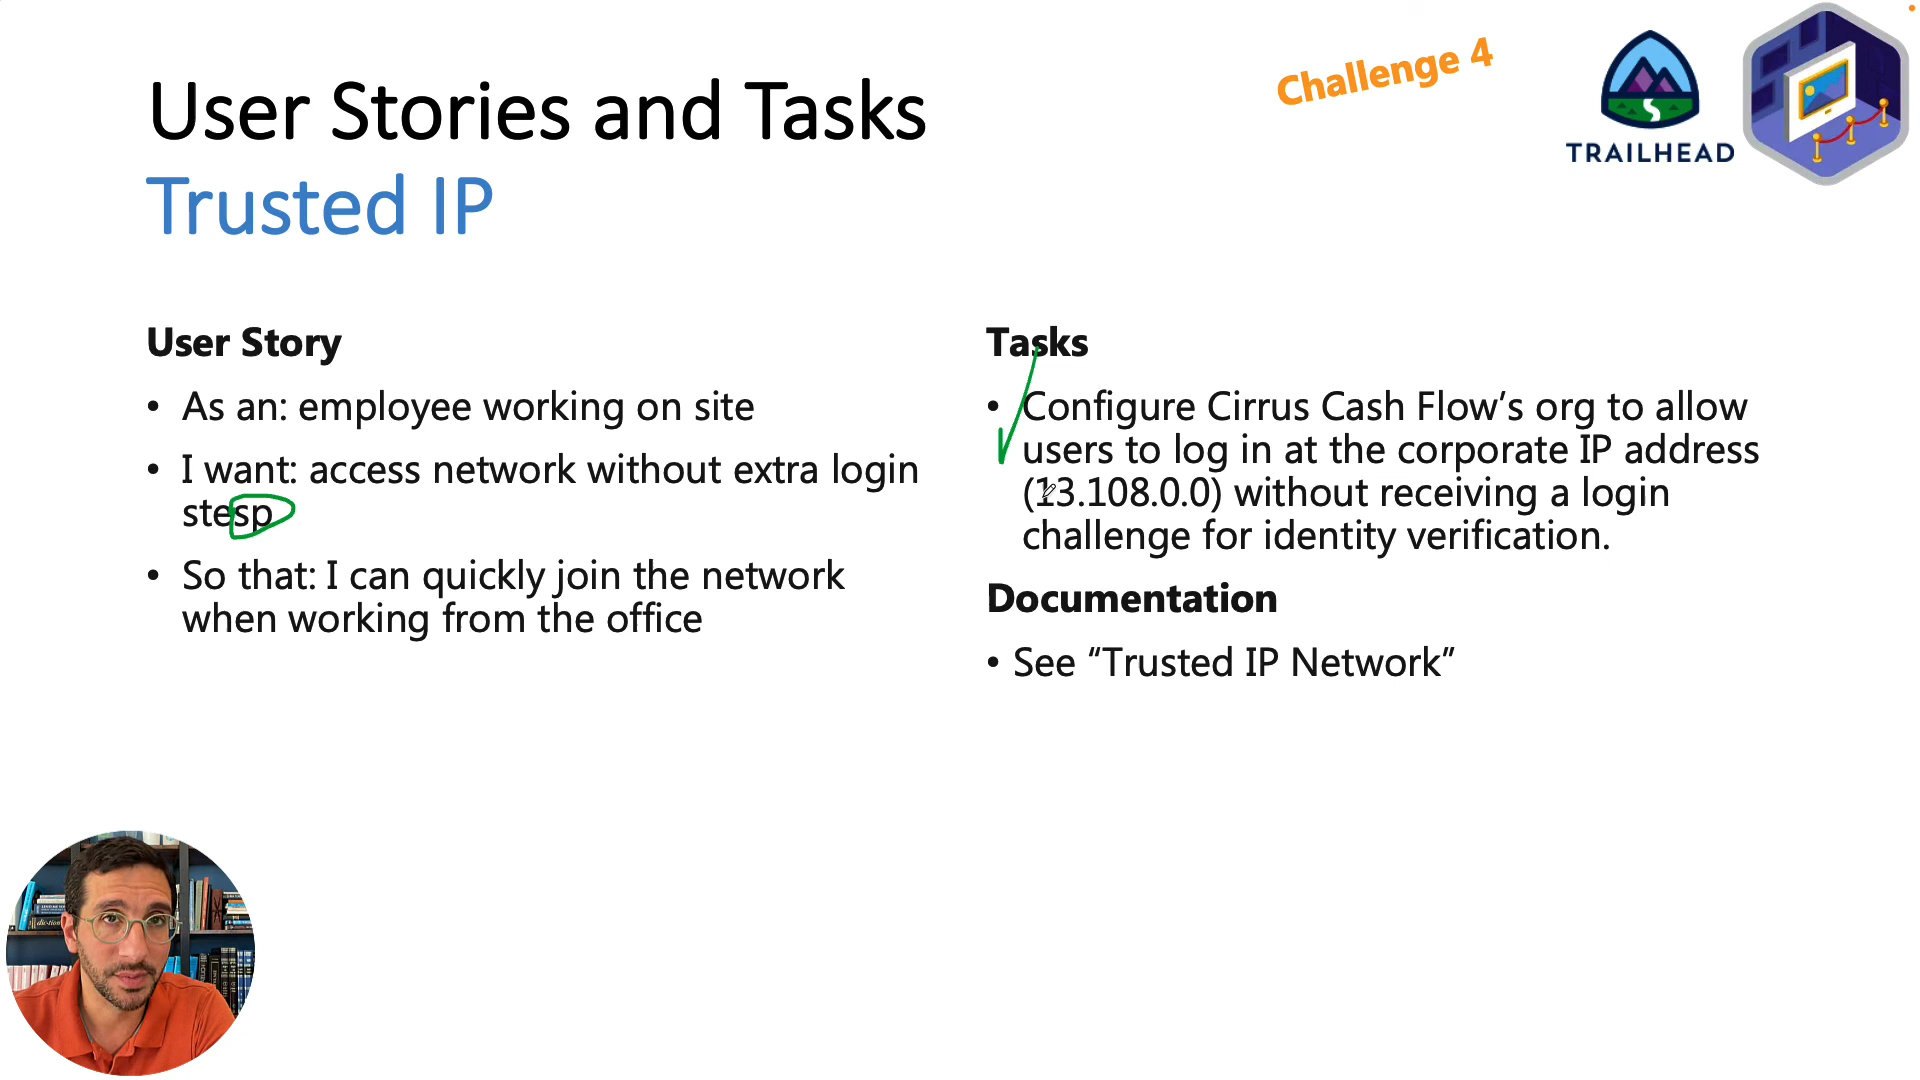 User Stories and Tasks
Trusted IP
Challenge 4
TRAILHEAD
User Story
• As an: employee working on site
• I want: access network without extra login
stesp
• So that: I can quickly join the network
when working from the office
Tasks
• Configure Cirrus Cash Flow’s org to allow
users to log in at the corporate IP address
(13.108.0.0) without receiving a login
challenge for identity verification.
Documentation
• See “Trusted IP Network”